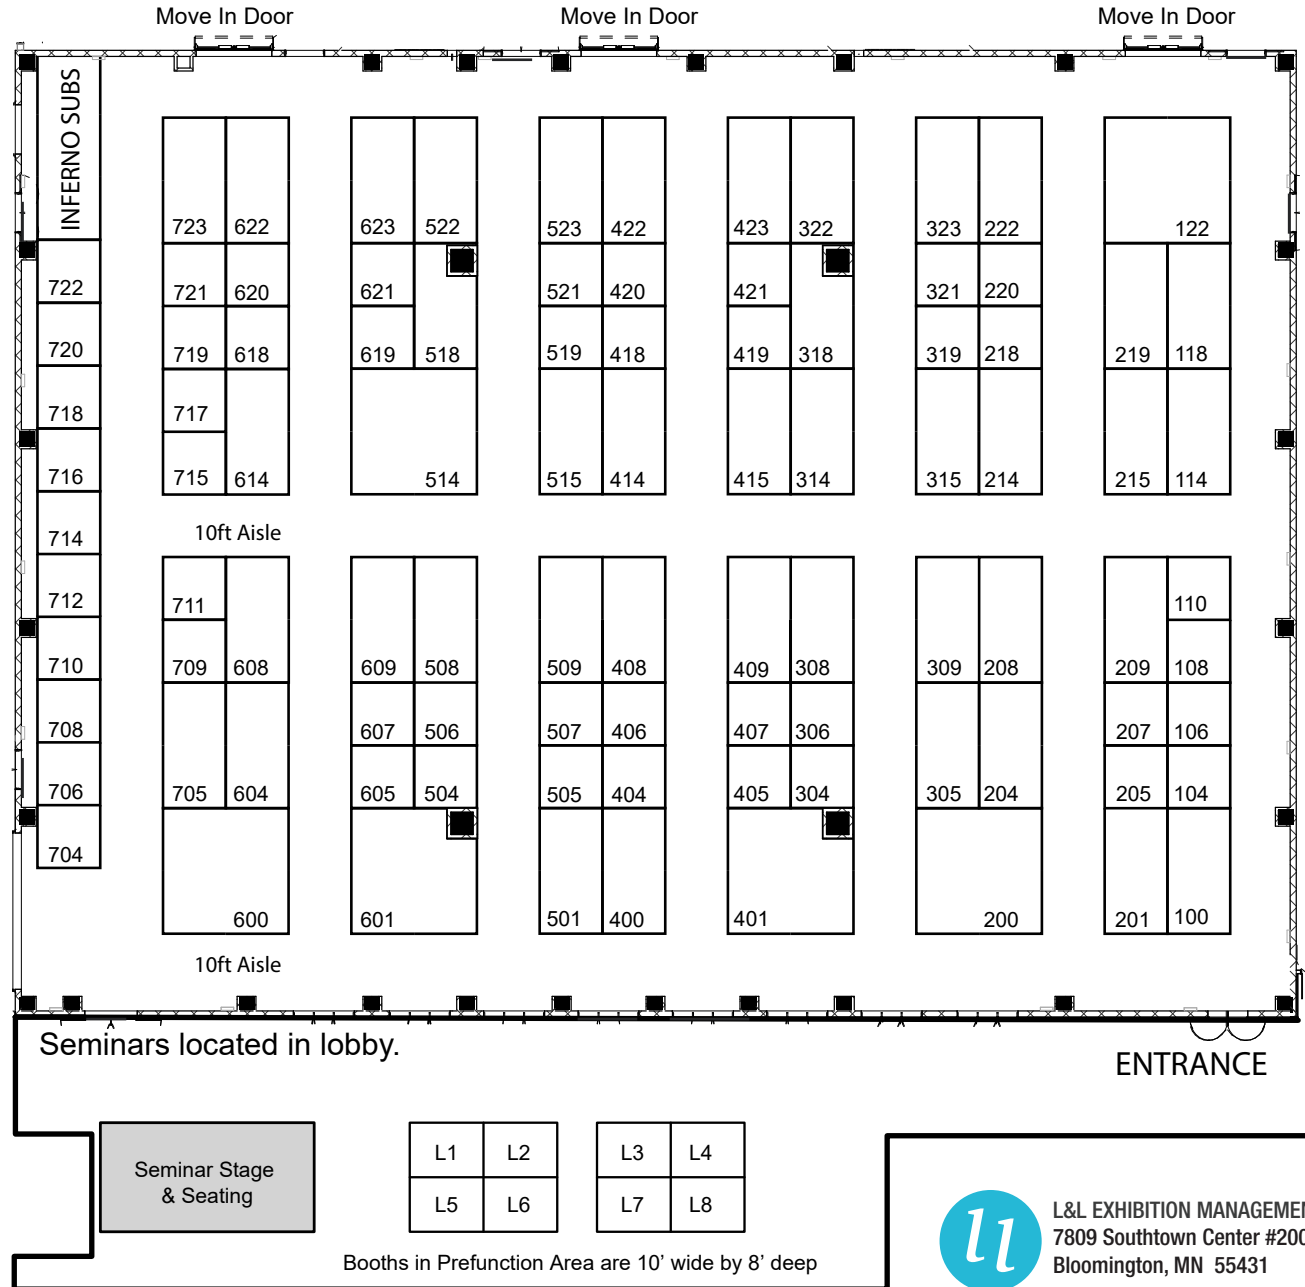 Move In Door Move In Door Move In Door
INFERNO SUBS
723 622 623 522 523 422 423 322 323 222 122
722 721 620 621 521 420 421 321 220
720 719 618 619 518 519 418 419 318 319 218 219 118
718 717
716 715 614 514 515 414 415 314 315 214 215 114
714 10ft Aisle
712 711 110
710 709 608 609 508 509 408 409 308 309 208 209 108
708 607 506 507 406 407 306 207 106
706 705 604 605 504 505 404 405 304 305 204 205 104
704
600 601 501 400 401 200 201 100
10ft Aisle
Seminars located in lobby.
ENTRANCE
Seminar Stage
& Seating
L1 L2 L3 L4
L5 L6 L7 L8
Booths in Prefunction Area are 10’ wide by 8’ deep
ll
L&L EXHIBITION MANAGEMEN
7809 Southtown Center #200
Bloomington, MN 55431